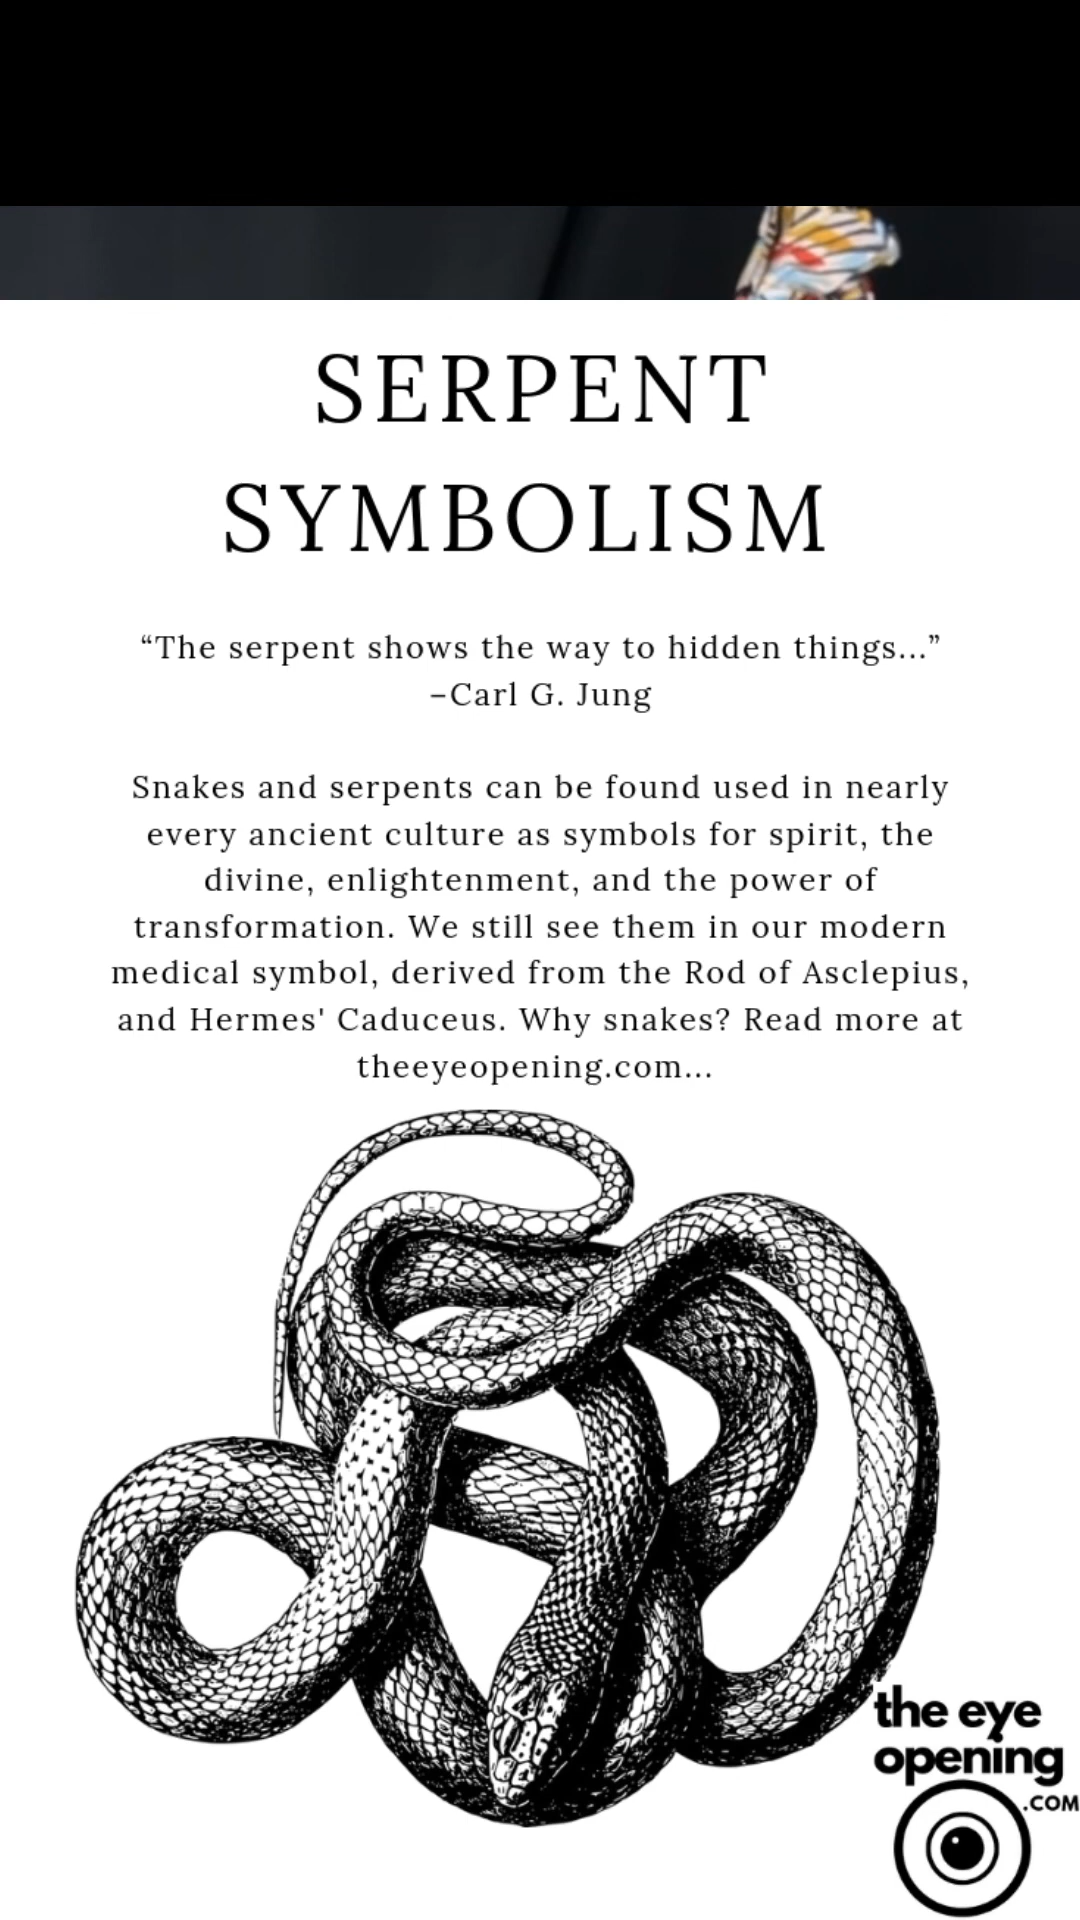 SERPENT
SYMBOLISM
“The serpent shows the way to hidden things...”
–Carl G. Jung
Snakes and serpents can be found used in nearly
every ancient culture as symbols for spirit, the
divine, enlightenment, and the power of
transformation. We still see them in our modern
medical symbol, derived from the Rod of Asclepius,
and Hermes' Caduceus. Why snakes? Read more at
theeyeopening.com...
the eye
opening
.COM